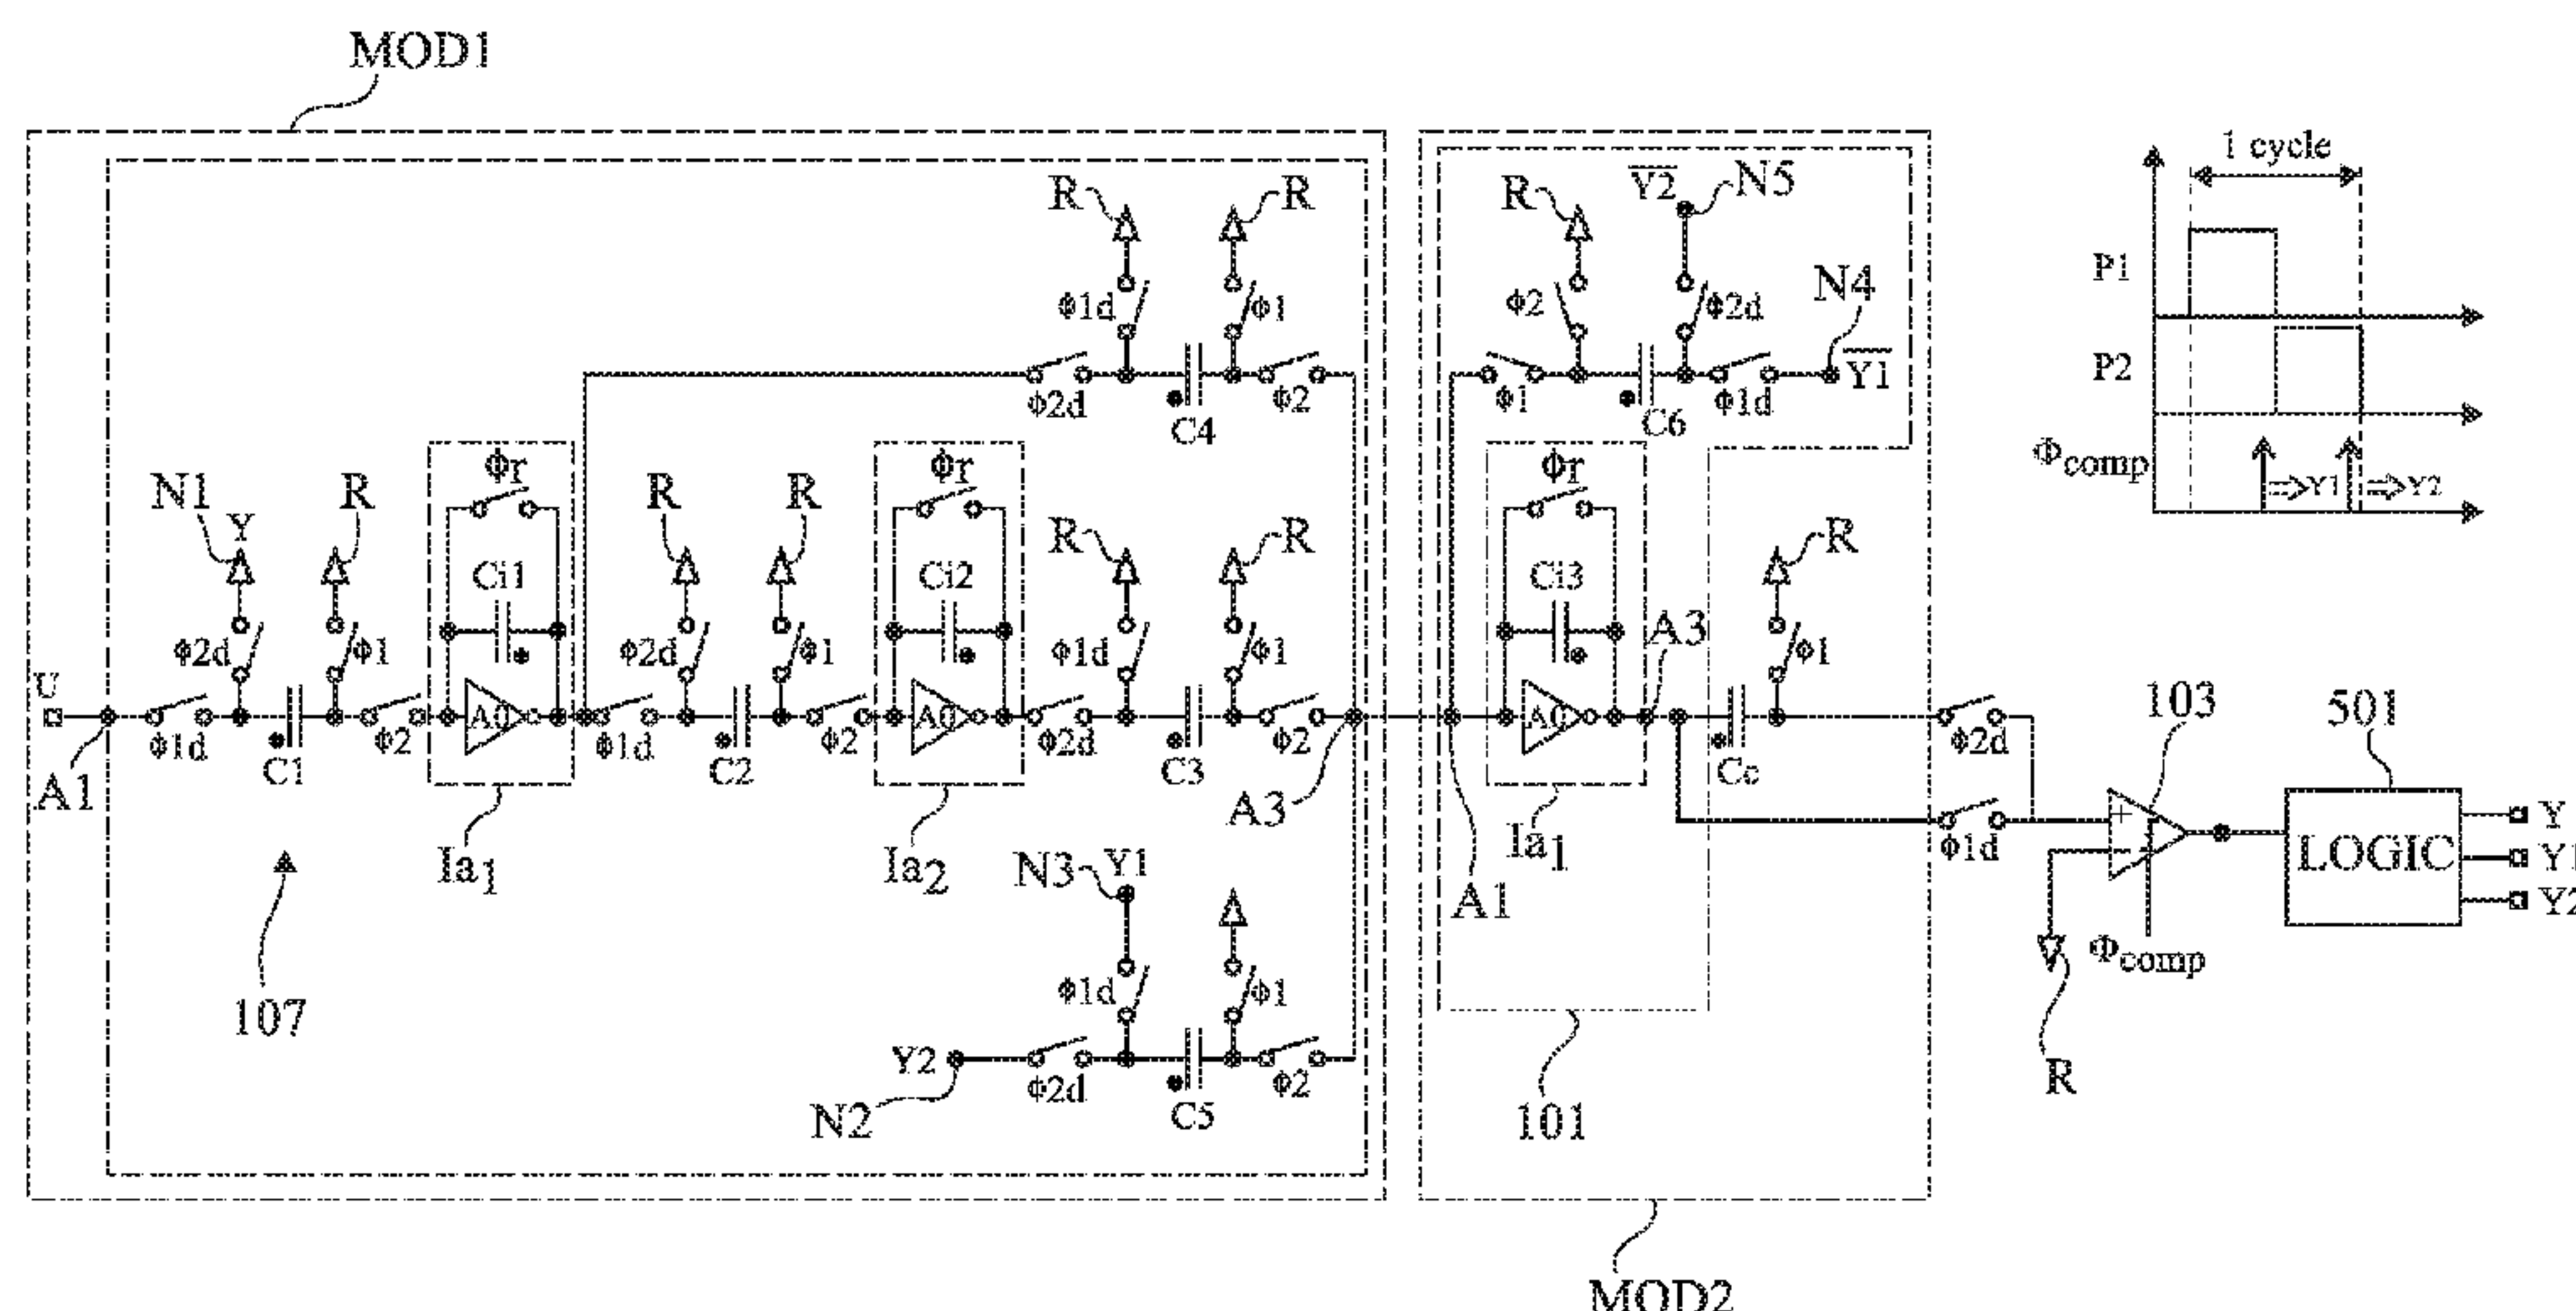 MOD1
1 cycle
R
R
R
Y2
N5
P1
Φ1d
Φ1
Φ2
Φ2d
N4
Y1
P2
Φ2d
C4
Φ2
Φ1
C6
Φ1d
Φcomp
⇒Y1
⇒Y2
N1
Y
R
Φr
R
R
Φr
R
R
Φr
R
Ci1
Ci2
Ci3
A3
Φ2d
Φ1
Φ2d
Φ1
Φ1d
Φ1
Φ1
U
A0
A0
A0
103
501
A1
Φ1d
C1
Φ2
Φ1d
C2
Φ2
Φ2d
C3
Φ2
A3
Cc
Φ2d
Ia1
Ia2
N3
Y1
A1
Ia1
Φ1d
+
-
LOGIC
Y
Y1
Y2
Φcomp
R
107
Φ1d
Φ1
Y2
N2
Φ2d
C5
Φ2
101
MOD2